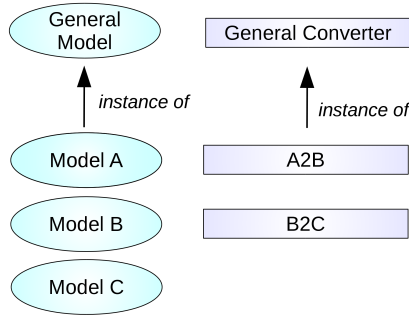 General
Model
General Converter
instance of
instance of
Model A
A2B
Model B
B2C
Model C